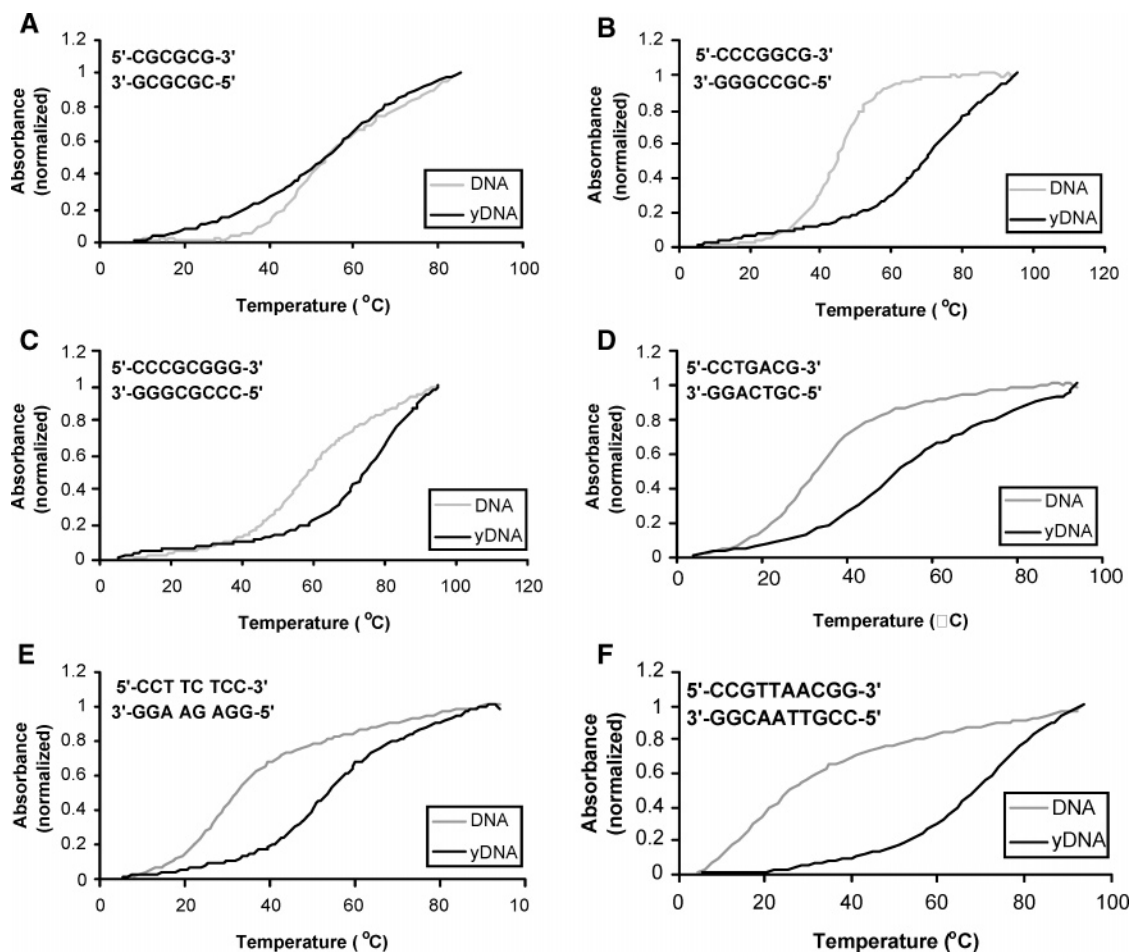 A
1.2
1
0.8
0.6
0.4
0.2
0
5'-CGCGCG-3'
3'-GCGCGC-5'
DNA
yDNA
Absorbance
(normalized)
0 20 40 60 80 100
Temperature ( °C)
B
1.2
1
0.8
0.6
0.4
0.2
0
5'-CCCGGCG-3'
3'-GGGCCGC-5'
DNA
yDNA
Absornbance
(normalized)
0 20 40 60 80 100 120
Temperature ( °C)
C
1.2
1
0.8
0.6
0.4
0.2
0
5'-CCCGCGGG-3'
3'-GGGCGCCC-5'
DNA
yDNA
Absorbance
(normalized)
0 20 40 60 80 100 120
Temperature ( °C)
D
1.2
1
0.8
0.6
0.4
0.2
0
5'-CCTGACG-3'
3'-GGACTGC-5'
DNA
yDNA
Absorbance
(normalized)
0 20 40 60 80 100
Temperature (□C)
E
1.2
1
0.8
0.6
0.4
0.2
0
5'-CCT TC TCC-3'
3'-GGA AG AGG-5'
DNA
yDNA
Absorbance
(normalized)
0 20 40 60 80 10
Temperature ( °C)
F
1.2
1
0.8
0.6
0.4
0.2
0
5'-CCGTTAACGG-3'
3'-GGCAATTGCC-5'
DNA
yDNA
Absorbance
(normalized)
0 20 40 60 80 100
Temperature (°C)